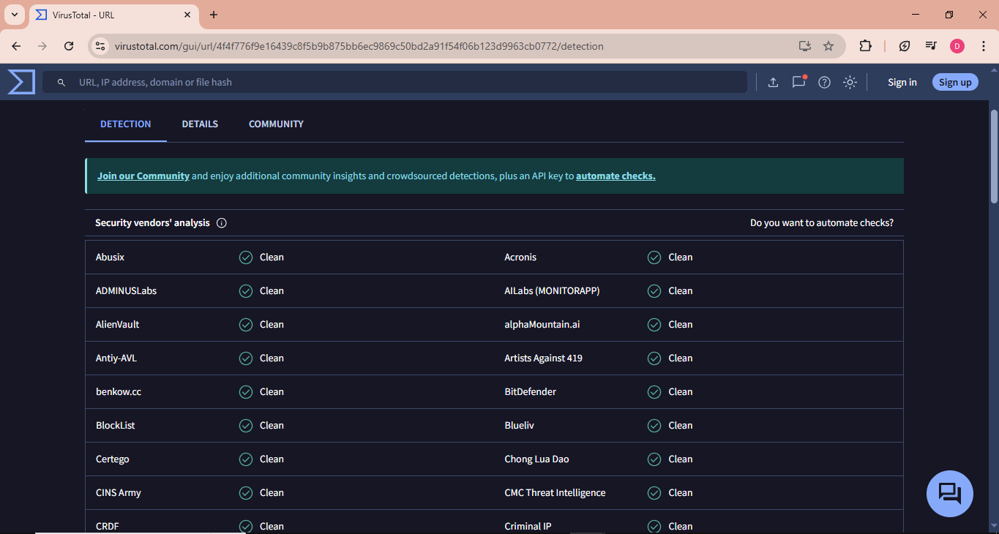 VirusTotal - URL
virustotal.com/gui/url/4f4f776f9e16439c8f5b9b875bb6ec9869c50bd2a91f54f06b123d9963cb0772/detection
D
URL, IP address, domain or file hash
Sign in
Sign up
DETECTION DETAILS COMMUNITY
Join our Community and enjoy additional community insights and crowdsourced detections, plus an API key to automate checks.
Security vendors' analysis Do you want to automate checks?
Abusix Clean Acronis Clean
ADMINUSLabs Clean AILabs (MONITORAPP) Clean
AlienVault Clean alphaMountain.ai Clean
Antiy-AVL Clean Artists Against 419 Clean
benkow.cc Clean BitDefender Clean
BlockList Clean Blueliv Clean
Certego Clean Chong Lua Dao Clean
CINS Army Clean CMC Threat Intelligence Clean
CRDF Clean Criminal IP Clean